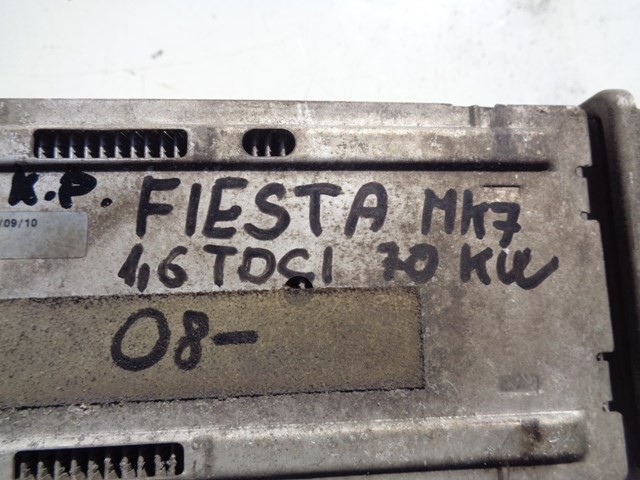 K.P. FIESTA MK7
/09/10
1,6 TDCI 70 KW
08-